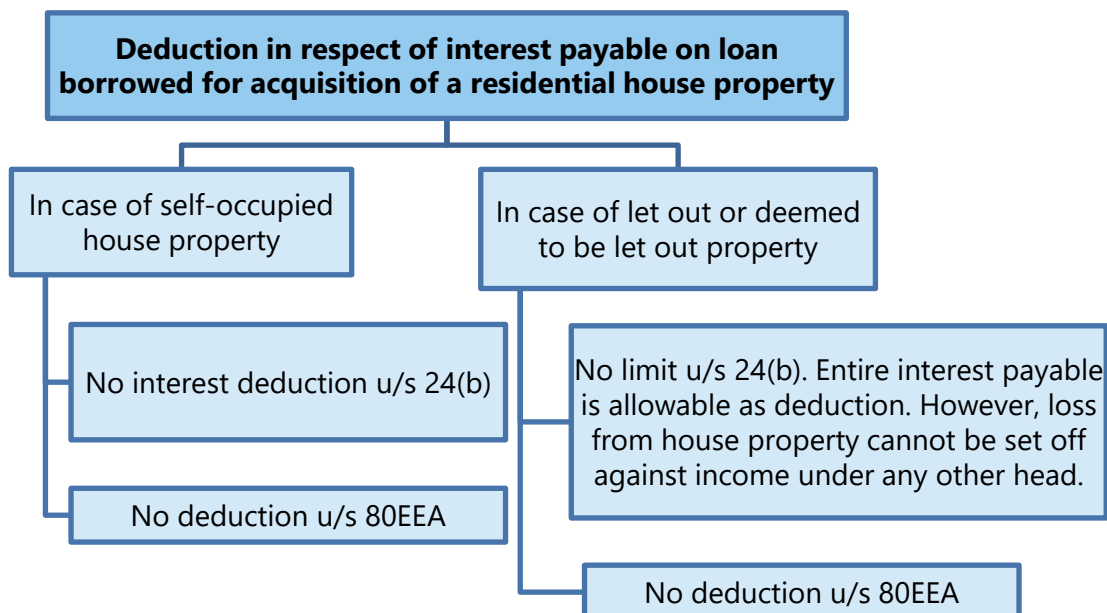 Deduction in respect of interest payable on loan
borrowed for acquisition of a residential house property
In case of self-occupied
house property
No interest deduction u/s 24(b)
No deduction u/s 80EEA
In case of let out or deemed
to be let out property
No limit u/s 24(b). Entire interest payable
is allowable as deduction. However, loss
from house property cannot be set off
against income under any other head.
No deduction u/s 80EEA